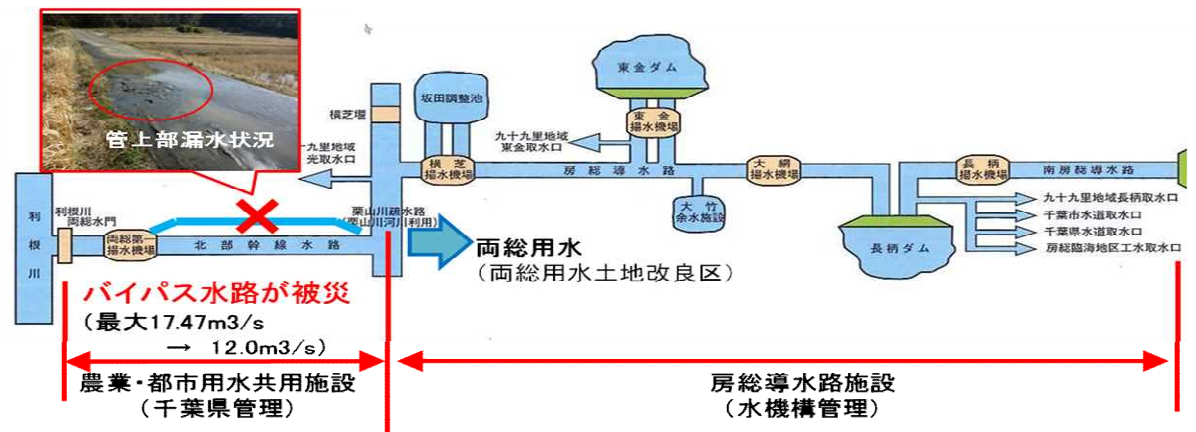 管上部漏水状況
横芝堰
坂田調整池
東金ダム
東金
揚水機場
九十九里地域
東金取水口
九里地域
光取水口
横芝
揚水機場
房総導水路
大網
揚水機場
長柄
揚水機場
南房総導水路
大竹
余水施設
長柄ダム
九十九里地域長柄取水口
千葉市水道取水口
千葉県水道取水口
房総臨海地区工水取水口
利根川
利根川
両総水門
両総第一
揚水機場
北部幹線水路
栗山川疏水路
(栗山川河川利用)
両総用水
(両総用水土地改良区)
バイパス水路が被災
(最大17.47m3/s
→ 12.0m3/s)
農業・都市用水共用施設
(千葉県管理)
房総導水路施設
(水機構管理)